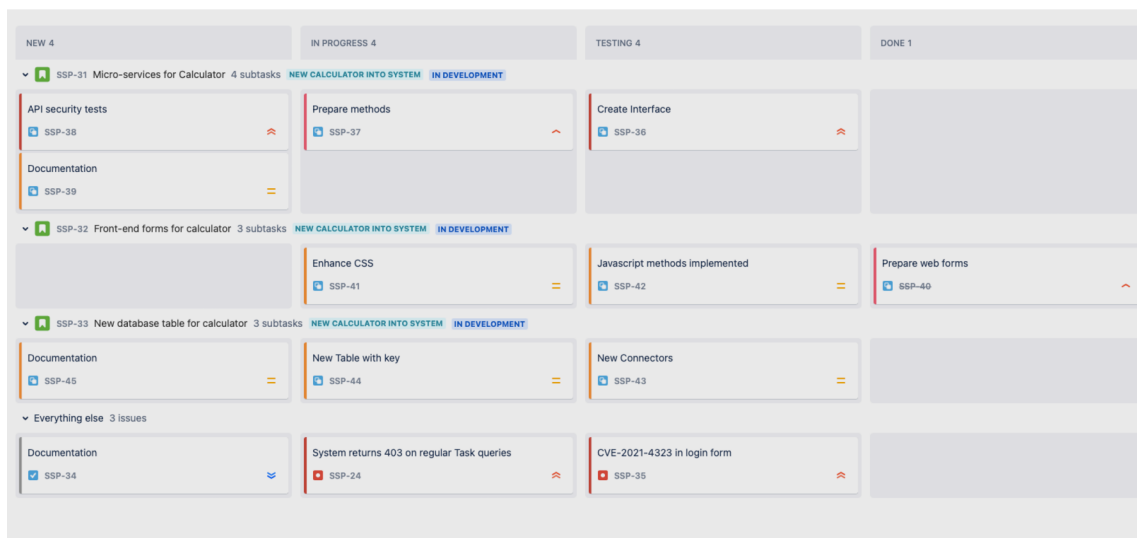 NEW 4 IN PROGRESS 4 TESTING 4 DONE 1
SSP-31 Micro-services for Calculator 4 subtasks NEW CALCULATOR INTO SYSTEM IN DEVELOPMENT
API security tests Prepare methods Create Interface
SSP-38 SSP-37 SSP-36
Documentation
SSP-39
SSP-32 Front-end forms for calculator 3 subtasks NEW CALCULATOR INTO SYSTEM IN DEVELOPMENT
Enhance CSS Javascript methods implemented Prepare web forms
SSP-41 SSP-42 SSP-40
SSP-33 New database table for calculator 3 subtasks NEW CALCULATOR INTO SYSTEM IN DEVELOPMENT
Documentation New Table with key New Connectors
SSP-45 SSP-44 SSP-43
Everything else 3 issues
Documentation System returns 403 on regular Task queries CVE-2021-4323 in login form
SSP-34 SSP-24 SSP-35